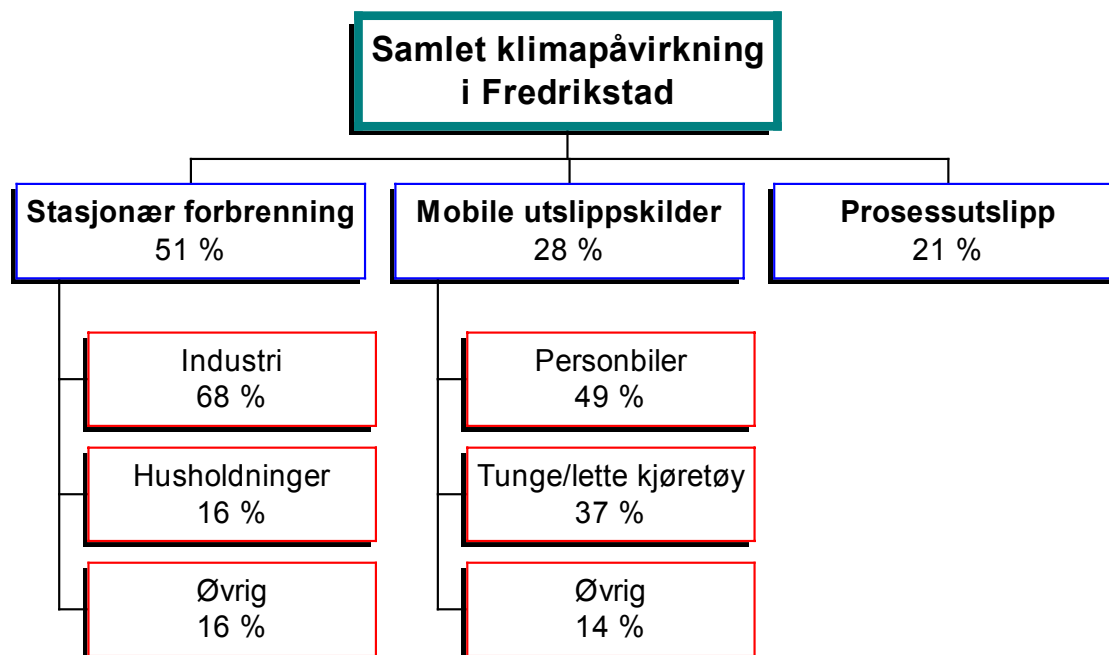 Samlet klimapåvirkning
i Fredrikstad
Stasjonær forbrenning
51 %
Mobile utslippskilder
28 %
Prosessutslipp
21 %
Industri
68 %
Husholdninger
16 %
Øvrig
16 %
Personbiler
49 %
Tunge/lette kjøretøy
37 %
Øvrig
14 %